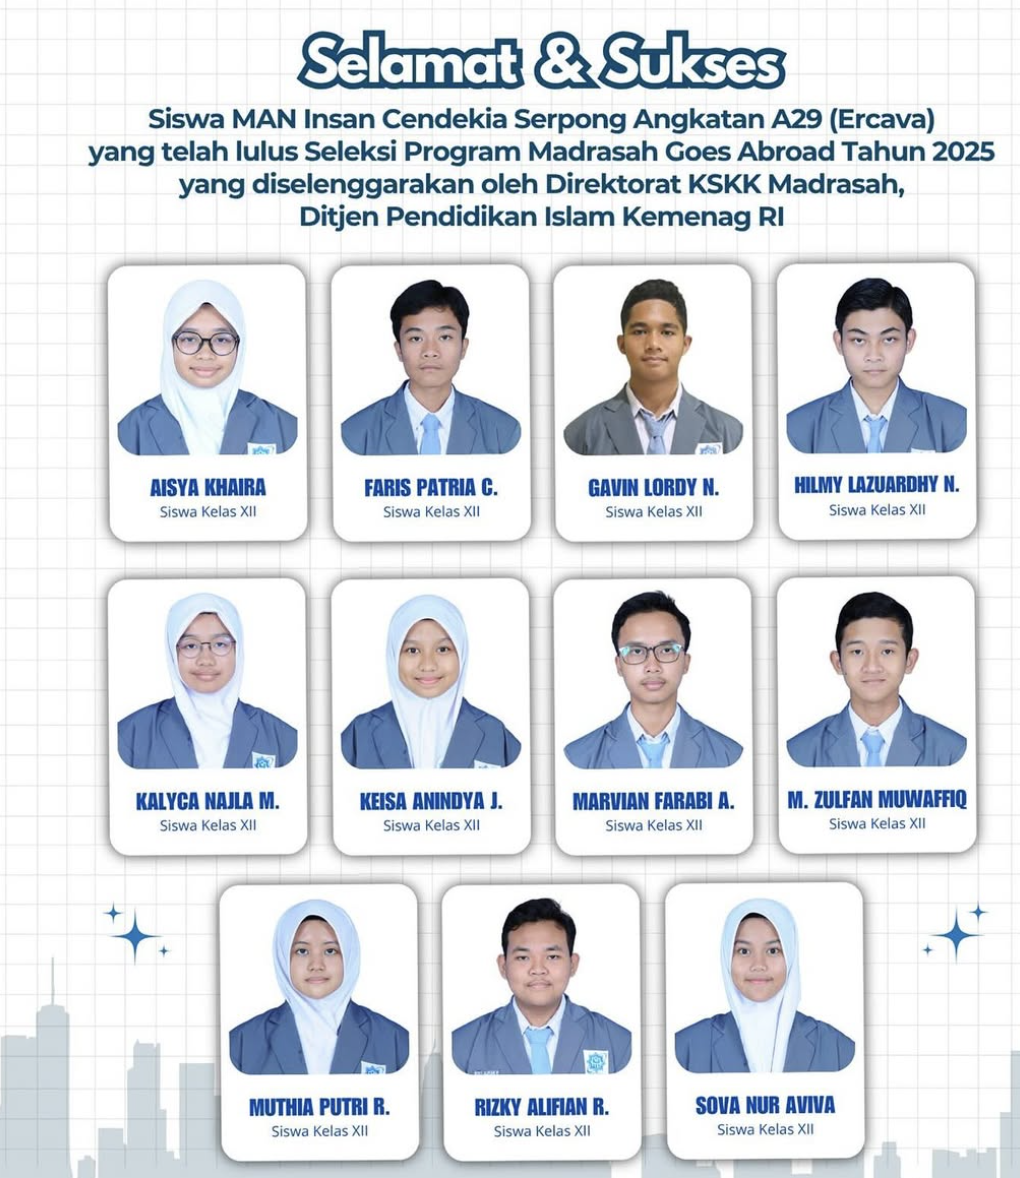 Selamat & Sukses
Siswa MAN Insan Cendekia Serpong Angkatan A29 (Ercava)
yang telah lulus Seleksi Program Madrasah Goes Abroad Tahun 2025
yang diselenggarakan oleh Direktorat KSKK Madrasah,
Ditjen Pendidikan Islam Kemenag RI
AISYA KHAIRA
Siswa Kelas XII
FARIS PATRIA C.
Siswa Kelas XII
GAVIN LORDY N.
Siswa Kelas XII
HILMY LAZUARDHY N.
Siswa Kelas XII
KALYCA NAJLA M.
Siswa Kelas XII
KEISA ANINDYA J.
Siswa Kelas XII
MARVIAN FARABI A.
Siswa Kelas XII
M. ZULFAN MUWAFFIQ
Siswa Kelas XII
MUTHIA PUTRI R.
Siswa Kelas XII
RIZKY ALIFIAN R.
Siswa Kelas XII
SOVA NUR AVIVA
Siswa Kelas XII